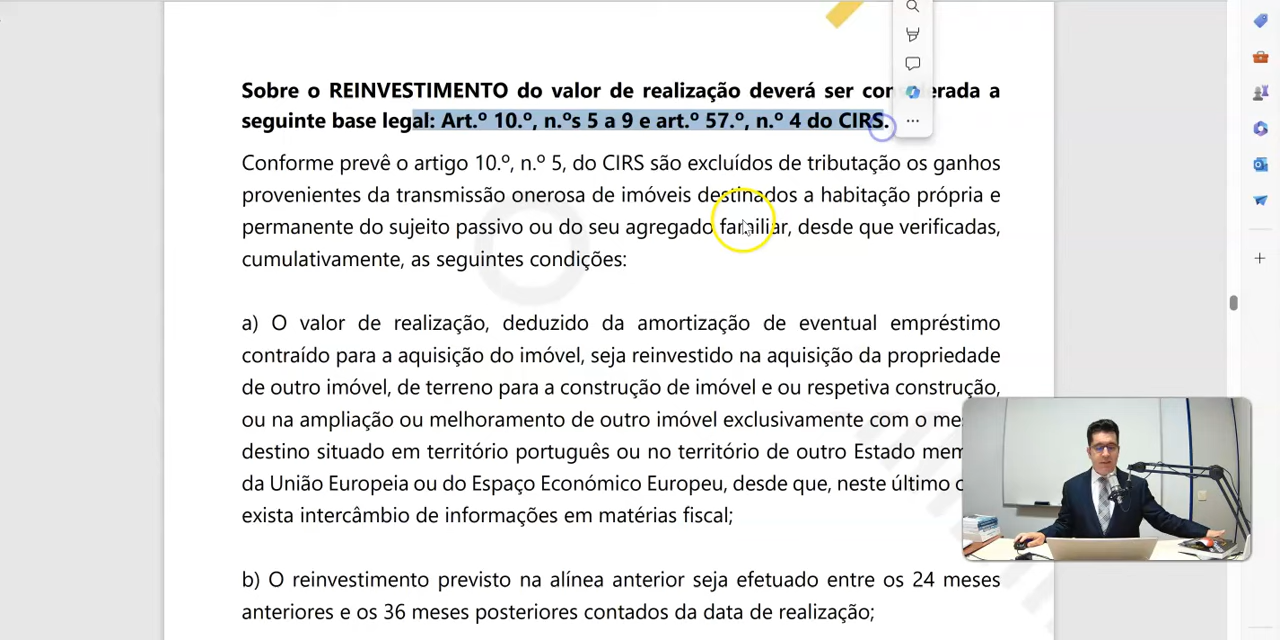 Sobre o REINVESTIMENTO do valor de realização deverá ser a
seguinte base legal: Art.º 10.º, n.ºs 5 a 9 e art.º 57.º, n.º 4 do CIRS.
Conforme prevê o artigo 10.º, n.º 5, do CIRS são excluídos de tributação os ganhos
provenientes da transmissão onerosa de imóveis destinados a habitação própria e
permanente do sujeito passivo ou do seu agregado familiar, desde que verificadas,
cumulativamente, as seguintes condições:
a) O valor de realização, deduzido da amortização de eventual empréstimo
contraído para a aquisição do imóvel, seja reinvestido na aquisição da propriedade
de outro imóvel, de terreno para a construção de imóvel e ou respetiva construção,
ou na ampliação ou melhoramento de outro imóvel exclusivamente com o
destino situado em território português ou no território de outro Estado
da União Europeia ou do Espaço Económico Europeu, desde que, neste último
exista intercâmbio de informações em matérias fiscal;
b) O reinvestimento previsto na alínea anterior seja efetuado entre os 24 meses
anteriores e os 36 meses posteriores contados da data de realização;